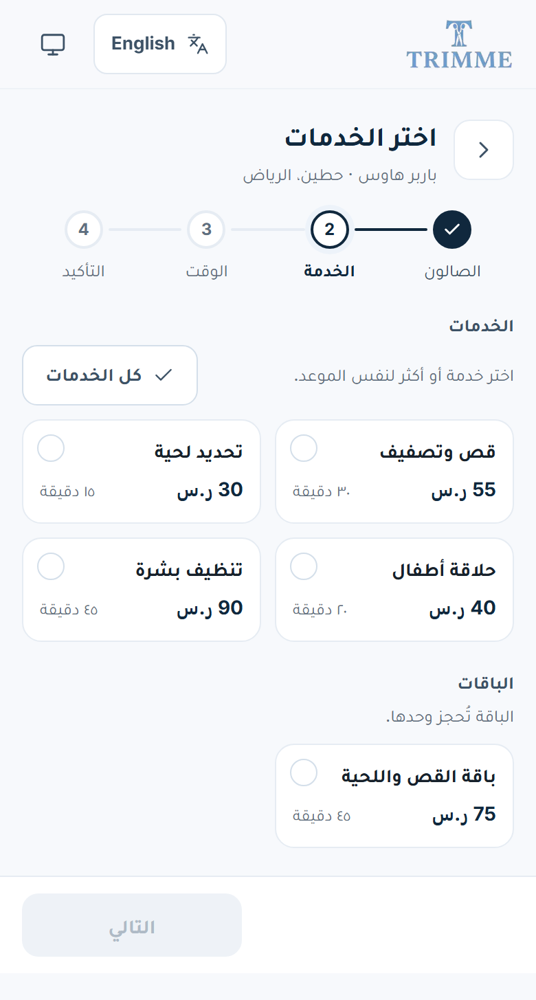 TRIMME
English
اختر الخدمات
باربر هاوس · حطين، الرياض
2
3
4
الصالون
الخدمة
الوقت
التأكيد
الخدمات
اختر خدمة أو أكثر لنفس الموعد.
كل الخدمات
قص وتصفيف
55 ر.س
٣٠ دقيقة
تحديد لحية
30 ر.س
١٥ دقيقة
حلاقة أطفال
40 ر.س
٢٠ دقيقة
تنظيف بشرة
90 ر.س
٤٥ دقيقة
الباقات
الباقة تُحجز وحدها.
باقة القص واللحية
75 ر.س
٤٥ دقيقة
التالي